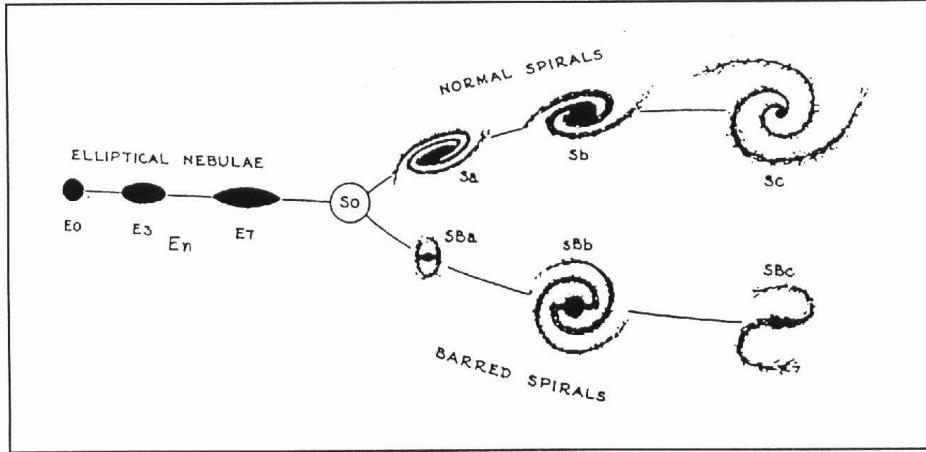 NORMAL SPIRALS
Sa
Sb
Sc
ELLIPTICAL NEBULAE
E0
E3
E7
En
So
SBa
SBb
SBc
BARRED SPIRALS